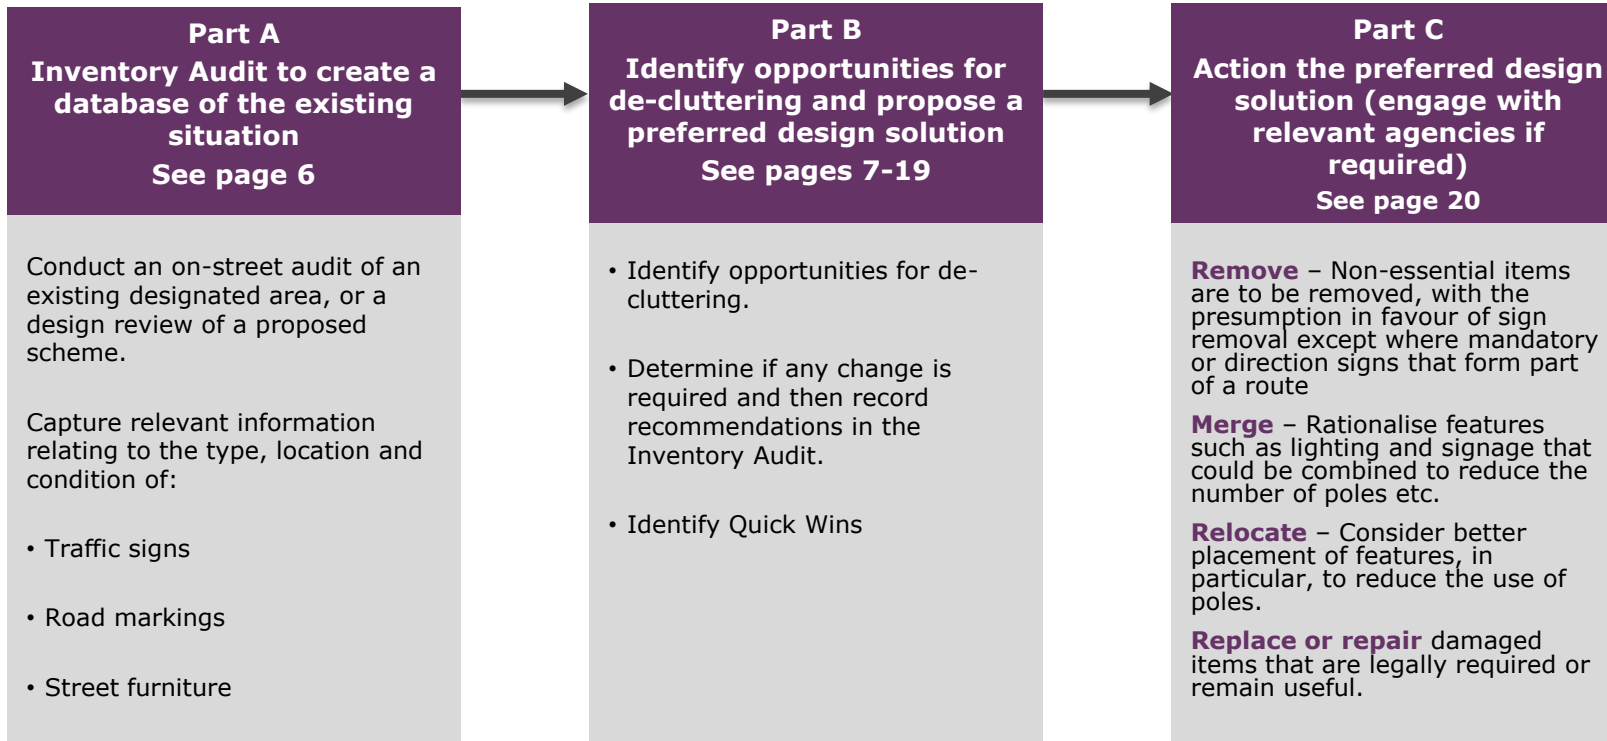 Part A
Inventory Audit to create a
database of the existing
situation
See page 6
Conduct an on-street audit of an
existing designated area, or a
design review of a proposed
scheme.
Capture relevant information
relating to the type, location and
condition of:
• Traffic signs
• Road markings
• Street furniture
Part B
Identify opportunities for
de-cluttering and propose a
preferred design solution
See pages 7-19
• Identify opportunities for de-
cluttering.
• Determine if any change is
required and then record
recommendations in the
Inventory Audit.
• Identify Quick Wins
Part C
Action the preferred design
solution (engage with
relevant agencies if
required)
See page 20
Remove – Non-essential items
are to be removed, with the
presumption in favour of sign
removal except where mandatory
or direction signs that form part
of a route
Merge – Rationalise features
such as lighting and signage that
could be combined to reduce the
number of poles etc.
Relocate – Consider better
placement of features, in
particular, to reduce the use of
poles.
Replace or repair damaged
items that are legally required or
remain useful.